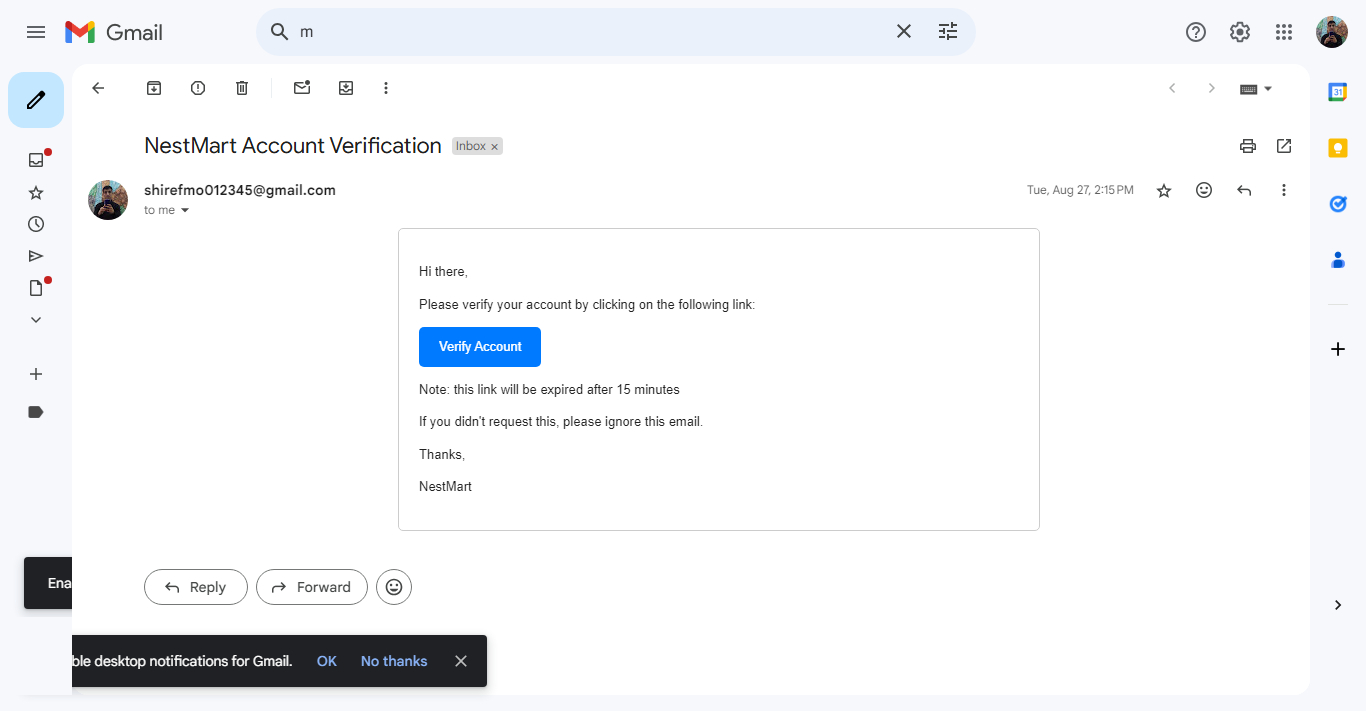 Gmail
m
NestMart Account Verification
Inbox ×
shirefmo012345@gmail.com
Tue, Aug 27, 2:15 PM
to me
31
Hi there,
Please verify your account by clicking on the following link:
Verify Account
Note: this link will be expired after 15 minutes
If you didn't request this, please ignore this email.
Thanks,
NestMart
Ena
Reply
Forward
ble desktop notifications for Gmail.
OK
No thanks